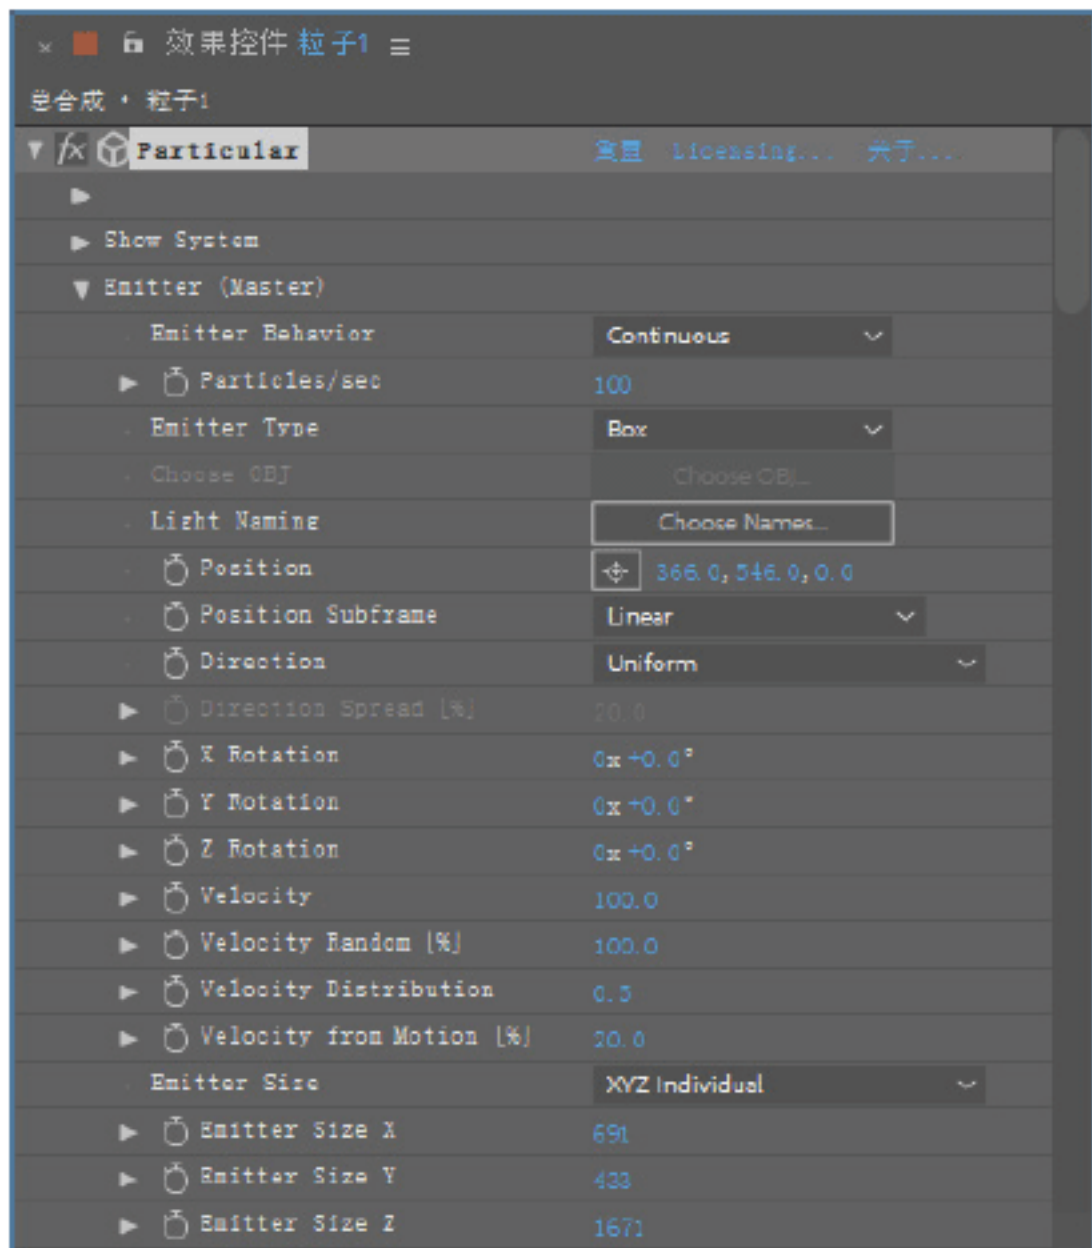 效果控件 粒子1
总合成 · 粒子1
fx Particular 重置 Licensing... 关于...
Show System
Emitter (Master)
Emitter Behavior Continuous
Particles/sec 100
Emitter Type Box
Choose OBJ Choose OBJ...
Light Naming Choose Names...
Position 366.0,546.0,0.0
Position Subframe Linear
Direction Uniform
Direction Spread [%] 20.0
X Rotation 0x+0.0°
Y Rotation 0x+0.0°
Z Rotation 0x+0.0°
Velocity 100.0
Velocity Random [%] 100.0
Velocity Distribution 0.5
Velocity from Motion [%] 20.0
Emitter Size XYZ Individual
Emitter Size X 691
Emitter Size Y 433
Emitter Size Z 1671